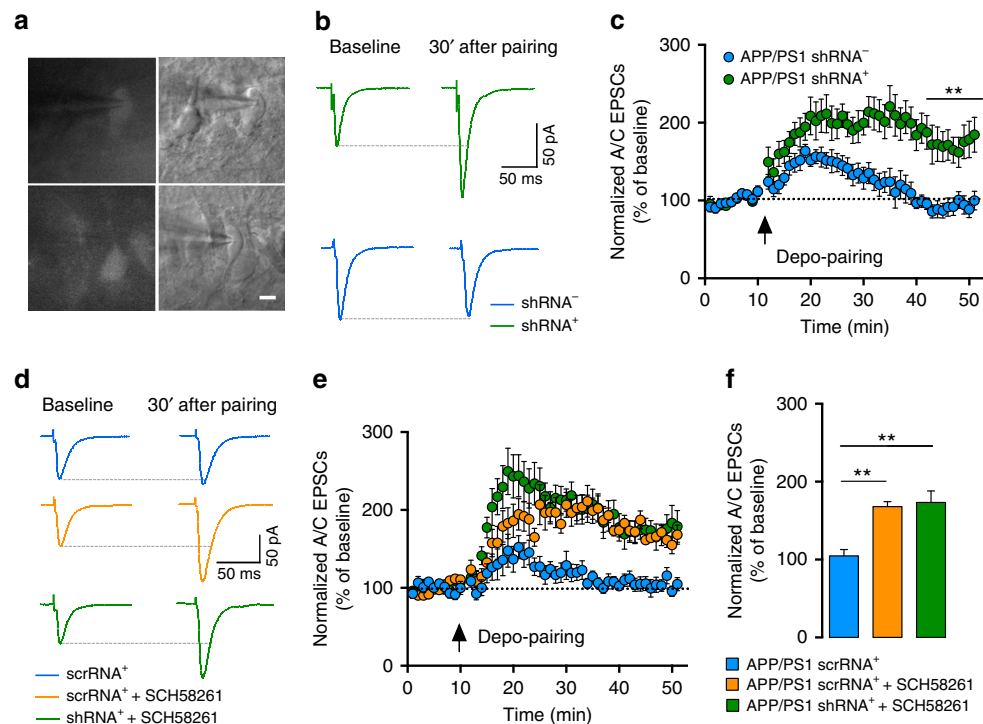 a
b
Baseline 30′ after pairing
50 pA
50 ms
shRNA⁻
shRNA⁺
c
300
200
100
0
Normalized A/C EPSCs
(% of baseline)
APP/PS1 shRNA⁻
APP/PS1 shRNA⁺
**
Depo-pairing
0 10 20 30 40 50
Time (min)
d
Baseline 30′ after pairing
50 pA
50 ms
scrRNA⁺
scrRNA⁺ + SCH58261
shRNA⁺ + SCH58261
e
300
200
100
0
Normalized A/C EPSCs
(% of baseline)
Depo-pairing
0 10 20 30 40 50
Time (min)
f
300
200
100
0
Normalized A/C EPSCs
(% of baseline)
**
**
APP/PS1 scrRNA⁺
APP/PS1 scrRNA⁺ + SCH58261
APP/PS1 shRNA⁺ + SCH58261